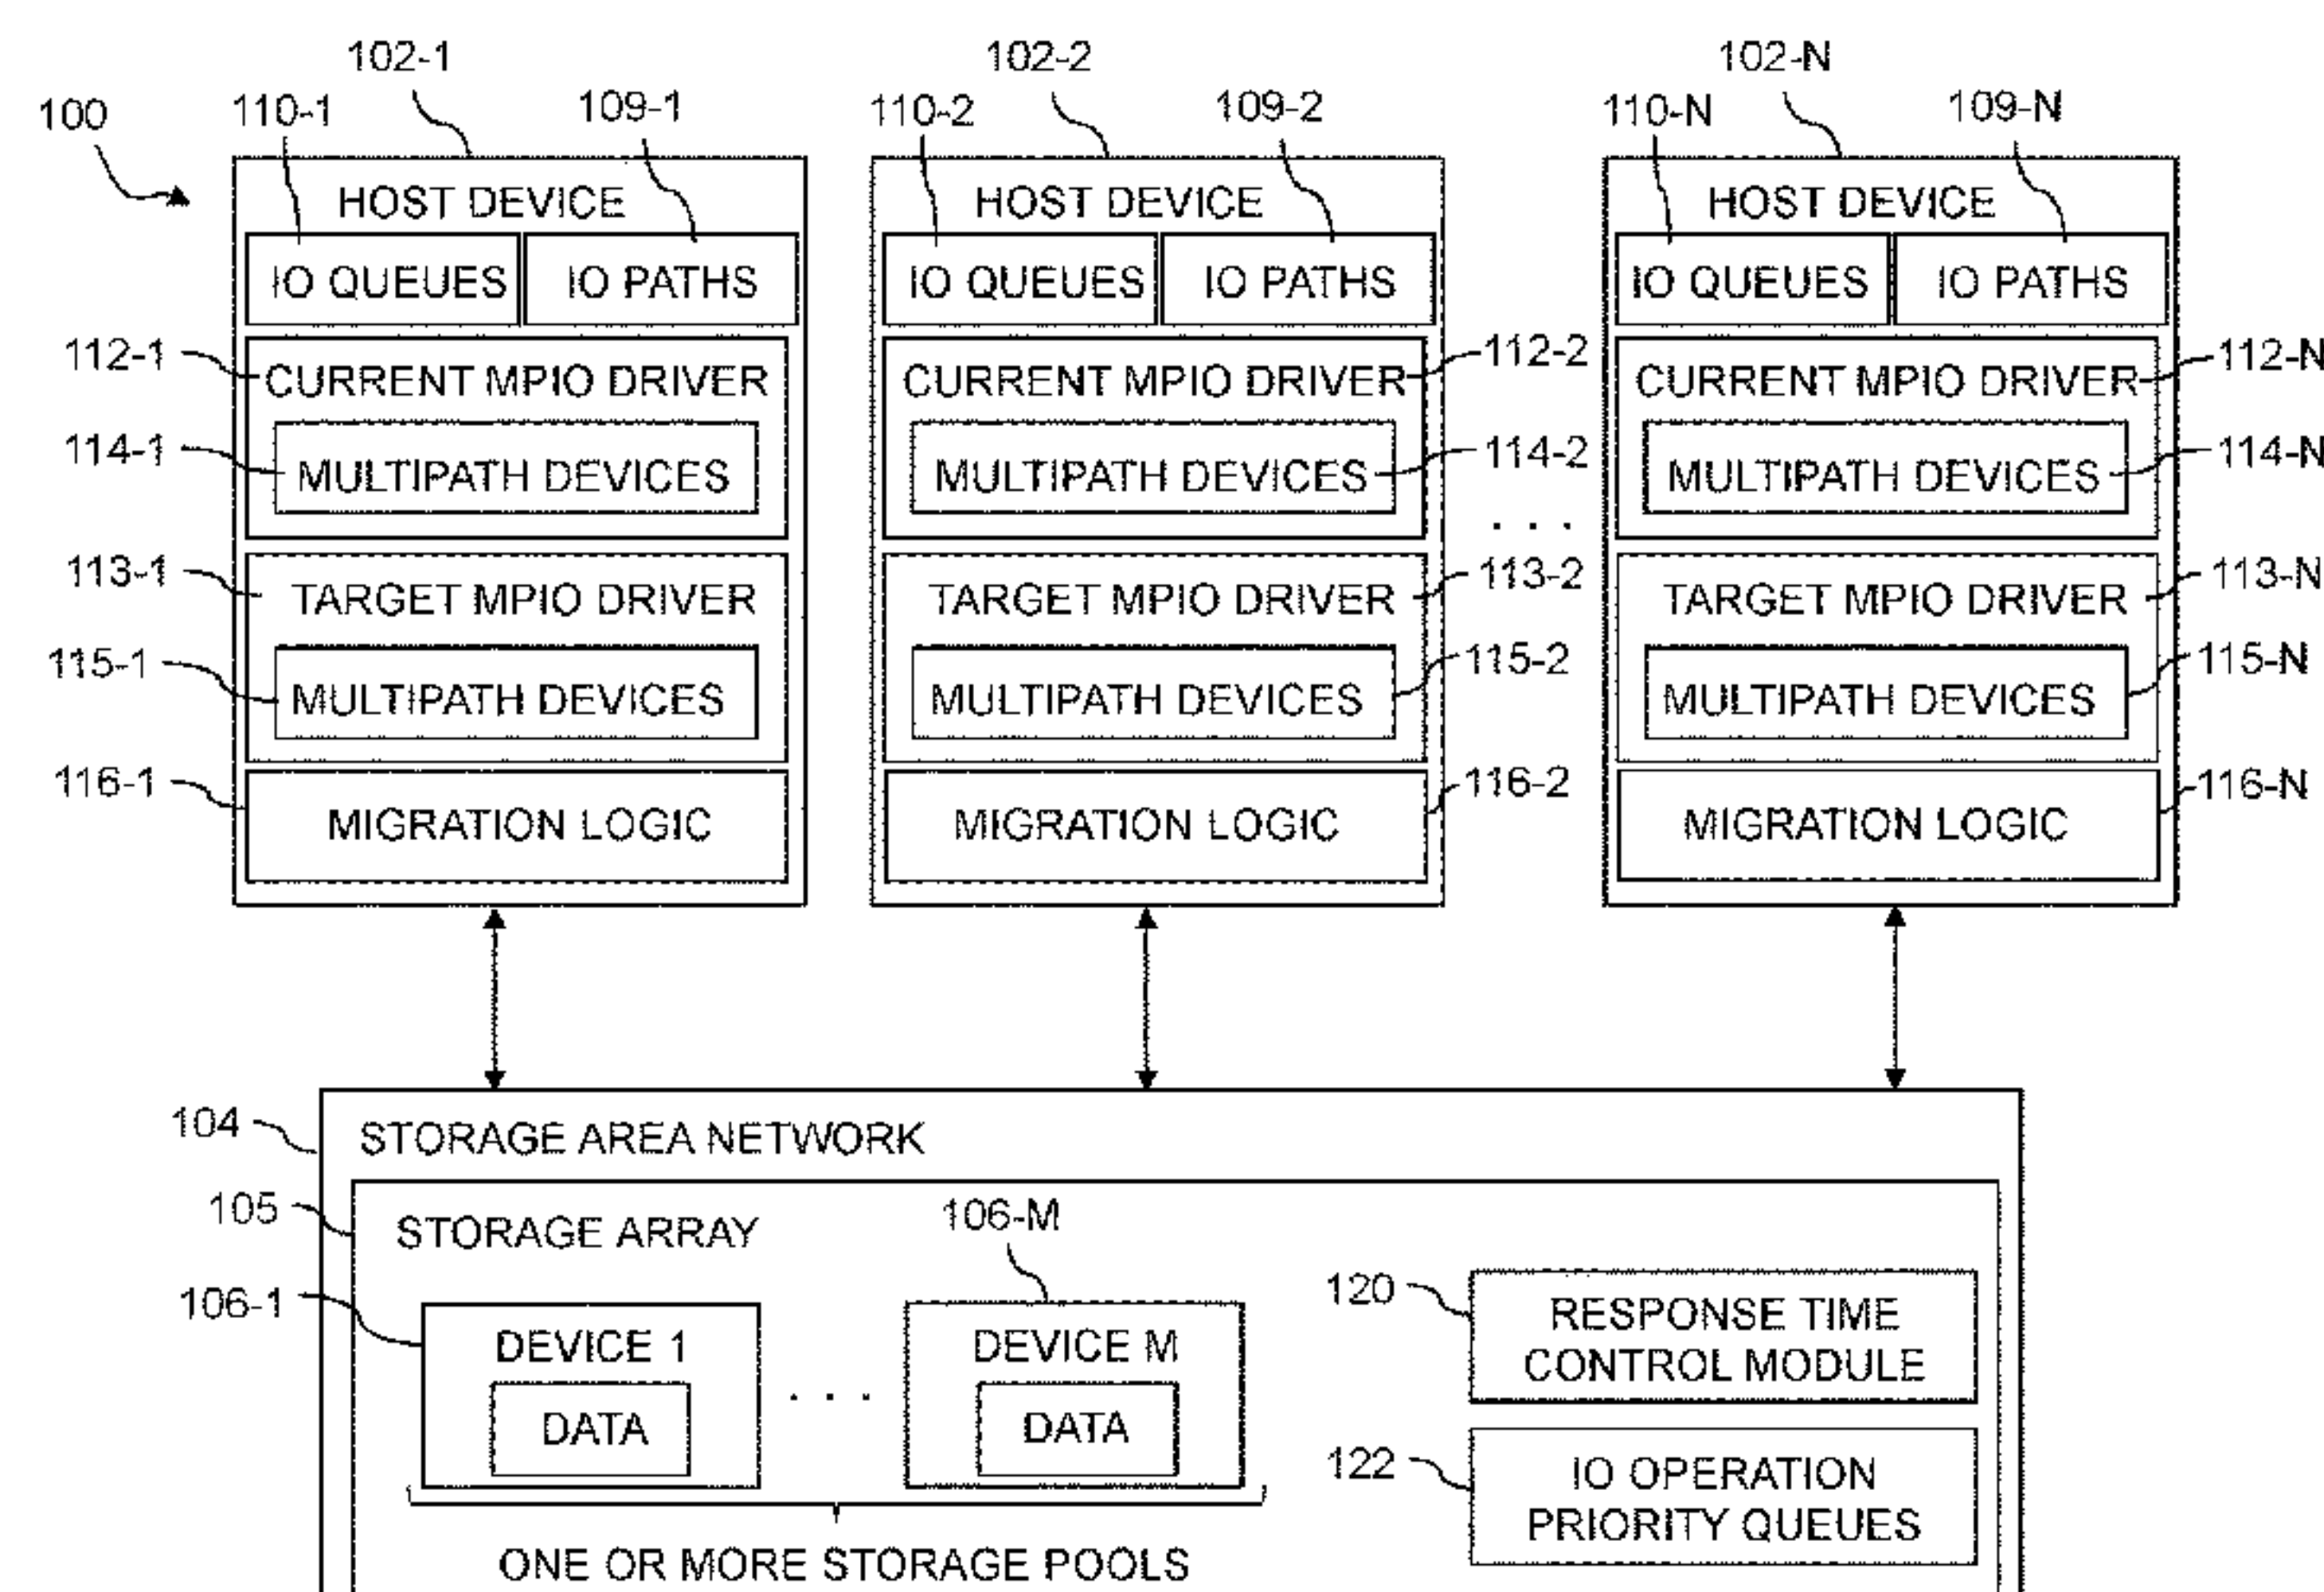 102-1 102-2 102-N
100 110-1 109-1 110-2 109-2 110-N 109-N
HOST DEVICE HOST DEVICE HOST DEVICE
IO QUEUES IO PATHS IO QUEUES IO PATHS IO QUEUES IO PATHS
112-1 112-2 112-N
CURRENT MPIO DRIVER CURRENT MPIO DRIVER CURRENT MPIO DRIVER
114-1 114-2 114-N
MULTIPATH DEVICES MULTIPATH DEVICES MULTIPATH DEVICES
. . .
113-1 113-2 113-N
TARGET MPIO DRIVER TARGET MPIO DRIVER TARGET MPIO DRIVER
115-1 115-2 115-N
MULTIPATH DEVICES MULTIPATH DEVICES MULTIPATH DEVICES
116-1 116-2 116-N
MIGRATION LOGIC MIGRATION LOGIC MIGRATION LOGIC
104 STORAGE AREA NETWORK
105 STORAGE ARRAY 106-M
106-1 120
DEVICE 1 DEVICE M RESPONSE TIME
CONTROL MODULE
. . .
DATA DATA
122 IO OPERATION
PRIORITY QUEUES
ONE OR MORE STORAGE POOLS